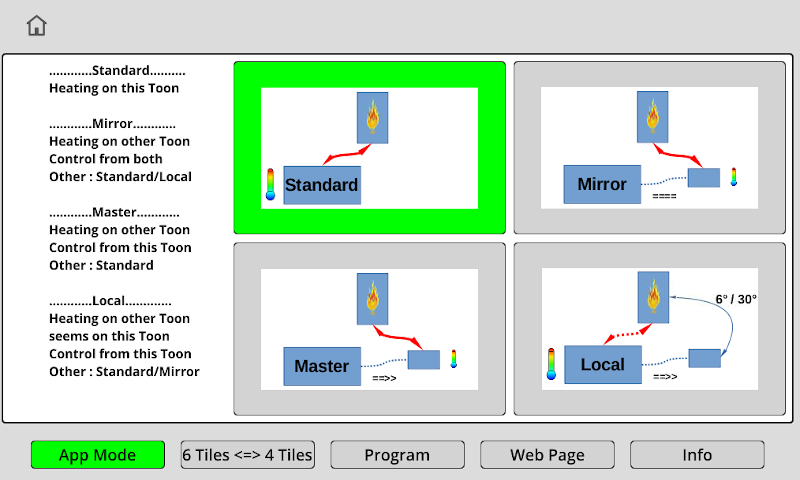 ............Standard..........
Heating on this Toon
............Mirror............
Heating on other Toon
Control from both
Other : Standard/Local
............Master............
Heating on other Toon
Control from this Toon
Other : Standard
............Local.............
Heating on other Toon
seems on this Toon
Control from this Toon
Other : Standard/Mirror
Standard
Mirror
====
Master
==>>
6° / 30°
Local
==>>
App Mode
6 Tiles <=> 4 Tiles
Program
Web Page
Info